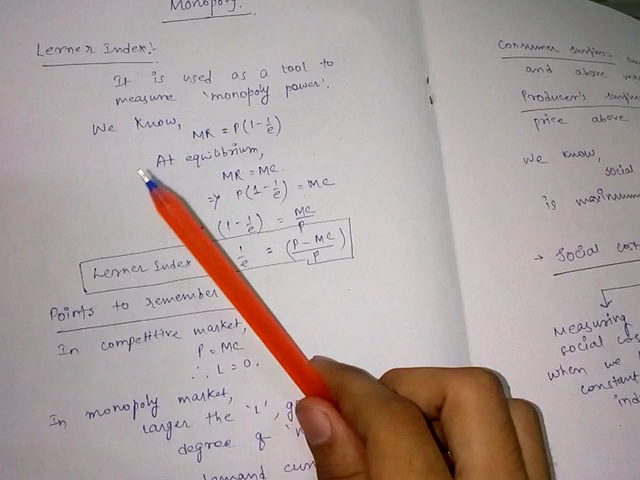 Monopoly.
Lerner Index:-
It is used as a tool to
measure 'monopoly power'.
We know,
MR = P(1 - 1/e)
At equilibrium,
MR = MC.
⇒ P(1 - 1/e) = MC
(1 - 1/e) = MC/P
Lerner Index 1/e = (P - MC / P)
Points to remember
In competitive market,
P = MC
∴ L = 0.
In monopoly market,
Larger the 'L',
degree of
demand
Consumer surplus:-
and above
Producer's
price above
We know,
social
is maximum
→ Social cost
Measuring
social
when we
constant